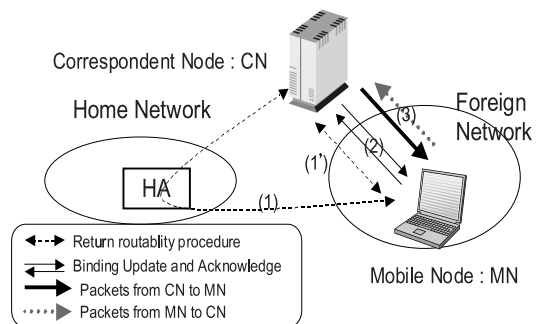 Correspondent Node : CN
Home Network
Foreign
Network
HA
(1)
(1')
(2)
(3)
Return routablity procedure
Binding Update and Acknowledge
Packets from CN to MN
Packets from MN to CN
Mobile Node : MN